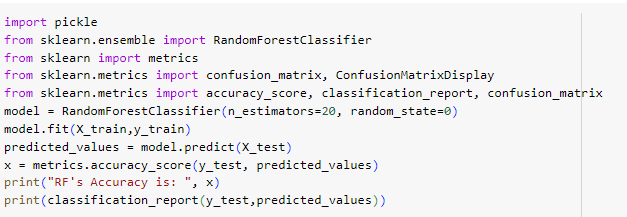 import pickle
from sklearn.ensemble import RandomForestClassifier
from sklearn import metrics
from sklearn.metrics import confusion_matrix, ConfusionMatrixDisplay
from sklearn.metrics import accuracy_score, classification_report, confusion_matrix
model = RandomForestClassifier(n_estimators=20, random_state=0)
model.fit(X_train,y_train)
predicted_values = model.predict(X_test)
x = metrics.accuracy_score(y_test, predicted_values)
print("RF's Accuracy is: ", x)
print(classification_report(y_test,predicted_values))